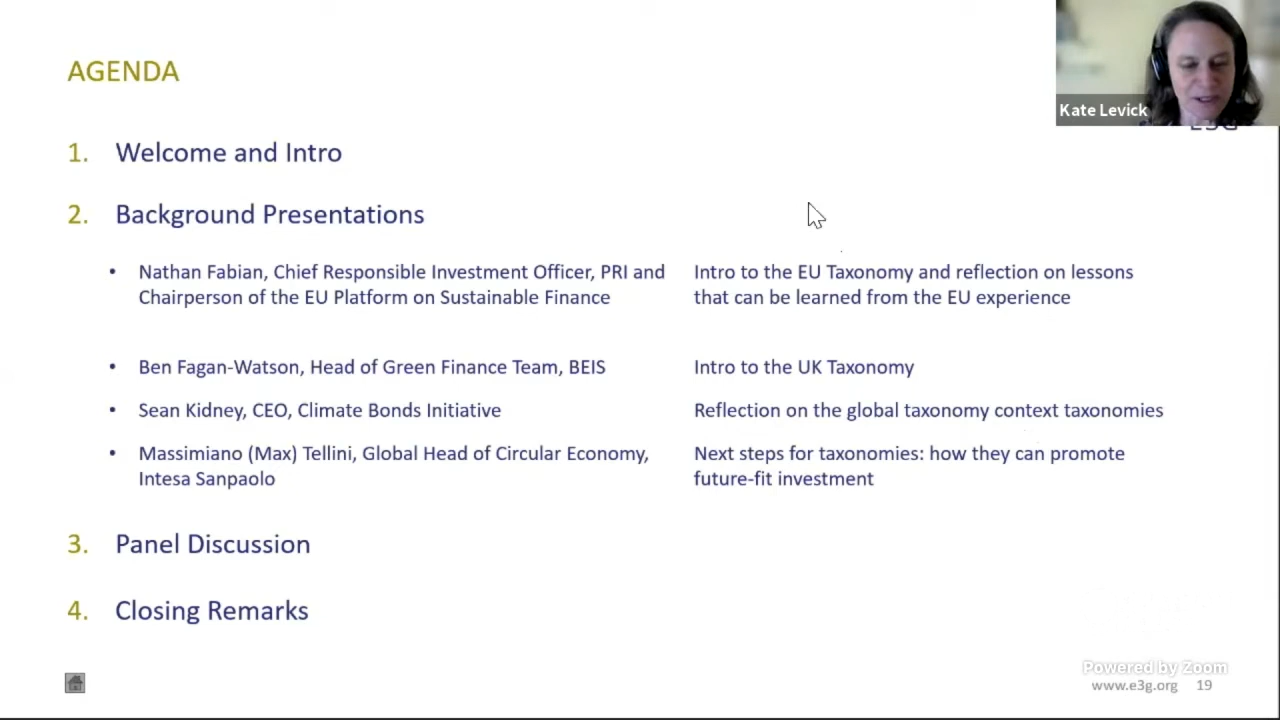 AGENDA
Kate Levick
E3G
1. Welcome and Intro
2. Background Presentations
• Nathan Fabian, Chief Responsible Investment Officer, PRI and
Chairperson of the EU Platform on Sustainable Finance
Intro to the EU Taxonomy and reflection on lessons
that can be learned from the EU experience
• Ben Fagan-Watson, Head of Green Finance Team, BEIS
Intro to the UK Taxonomy
• Sean Kidney, CEO, Climate Bonds Initiative
Reflection on the global taxonomy context taxonomies
• Massimiano (Max) Tellini, Global Head of Circular Economy,
Intesa Sanpaolo
Next steps for taxonomies: how they can promote
future-fit investment
3. Panel Discussion
4. Closing Remarks
Powered by Zoom
www.e3g.org 19